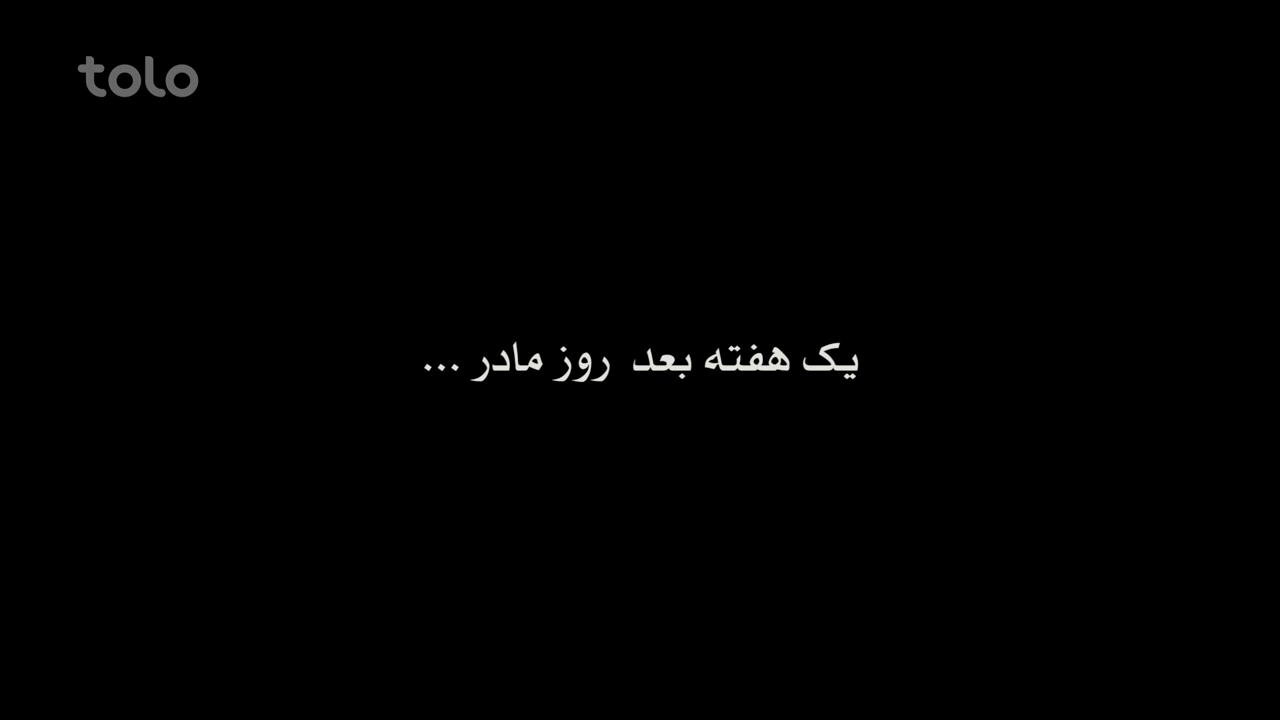 tolo
یک هفته بعد روز مادر ...